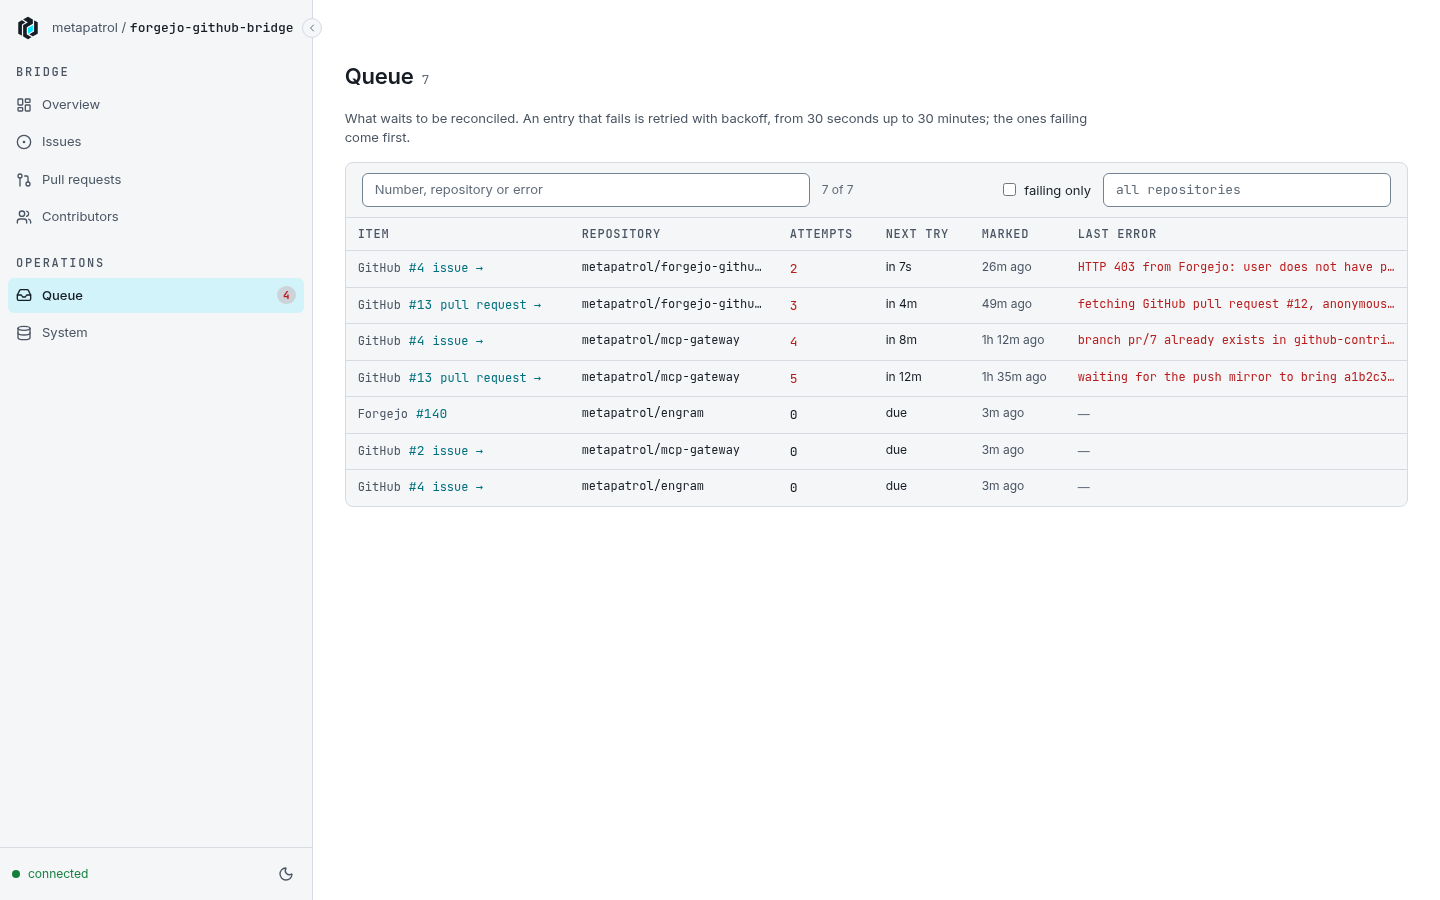 metapatrol / forgejo-github-bridge
BRIDGE
Overview
Issues
Pull requests
Contributors
OPERATIONS
Queue 4
System
connected
Queue 7
What waits to be reconciled. An entry that fails is retried with backoff, from 30 seconds up to 30 minutes; the ones failing
come first.
Number, repository or error 7 of 7 failing only all repositories
ITEM REPOSITORY ATTEMPTS NEXT TRY MARKED LAST ERROR
GitHub #4 issue → metapatrol/forgejo-githu… 2 in 7s 26m ago HTTP 403 from Forgejo: user does not have p…
GitHub #13 pull request → metapatrol/forgejo-githu… 3 in 4m 49m ago fetching GitHub pull request #12, anonymous…
GitHub #4 issue → metapatrol/mcp-gateway 4 in 8m 1h 12m ago branch pr/7 already exists in github-contri…
GitHub #13 pull request → metapatrol/mcp-gateway 5 in 12m 1h 35m ago waiting for the push mirror to bring a1b2c3…
Forgejo #140 metapatrol/engram 0 due 3m ago —
GitHub #2 issue → metapatrol/mcp-gateway 0 due 3m ago —
GitHub #4 issue → metapatrol/engram 0 due 3m ago —